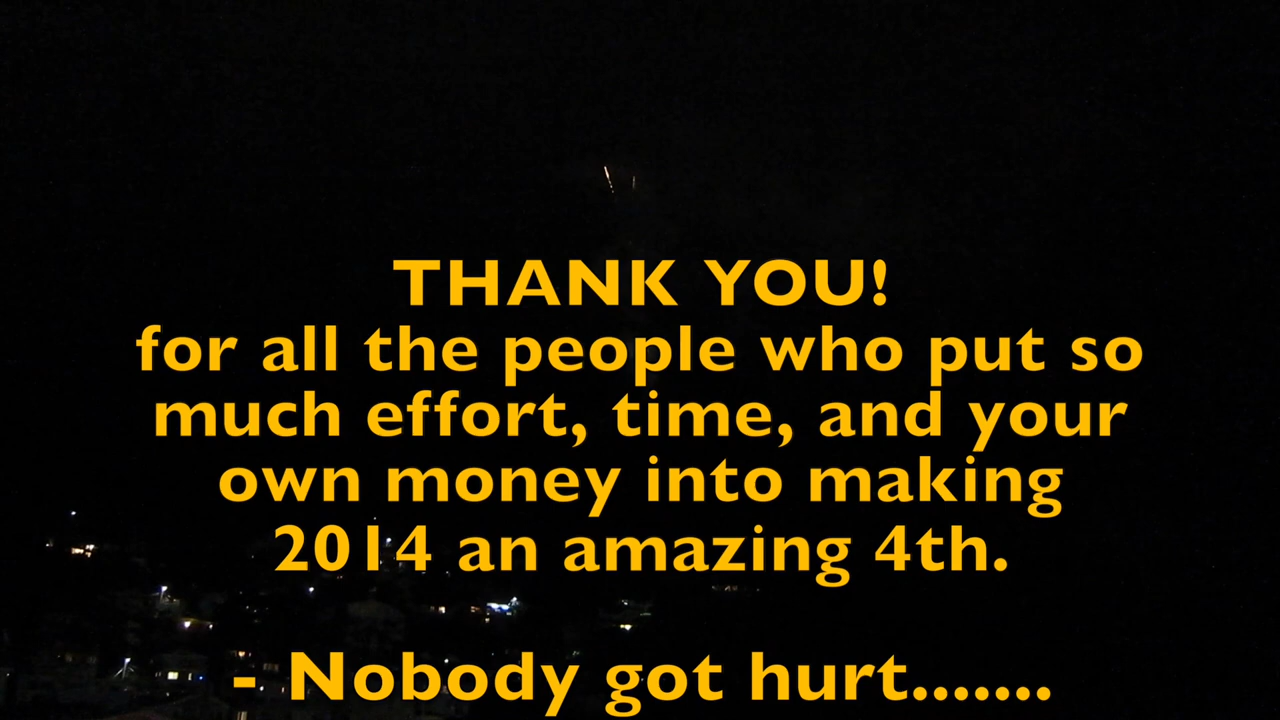 THANK YOU!
for all the people who put so
much effort, time, and your
own money into making
2014 an amazing 4th.
- Nobody got hurt.......